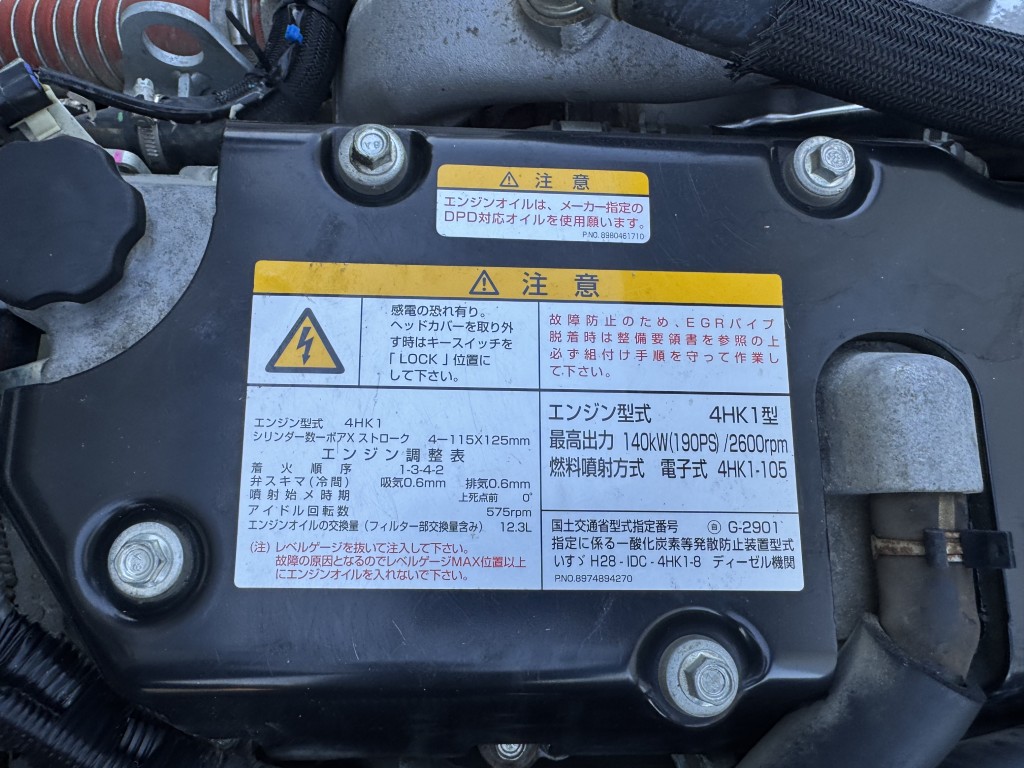 ⚠ 注意
エンジンオイルは、メーカー指定の
DPD対応オイルを使用願います。
P.NO. 8980461710
⚠ 注意
感電の恐れ有り。
ヘッドカバーを取り外
す時はキースイッチを
「LOCK」位置に
して下さい。
故障防止のため、EGRパイプ
脱着時は整備要領書を参照の上
必ず組付け手順を守って作業し
て下さい。
エンジン型式 4HK1
シリンダー数ーボアXストローク 4ー115X125mm
エンジン調整表
着火順序 1-3-4-2
弁スキマ(冷間) 吸気0.6mm 排気0.6mm
噴射始メ時期 上死点前 0°
アイドル回転数 575rpm
エンジンオイルの交換量(フィルター部交換量含み) 12.3L
(注)レベルゲージを抜いて注入して下さい。
故障の原因となるのでレベルゲージMAX位置以上
にエンジンオイルを入れないで下さい。
エンジン型式 4HK1型
最高出力 140kW(190PS)/2600rpm
燃料噴射方式 電子式 4HK1-105
国土交通省型式指定番号 Ⓑ G-2901
指定に係る一酸化炭素等発散防止装置型式
いすゞ H28-IDC-4HK1-8 ディーゼル機関
P.NO.8974894270